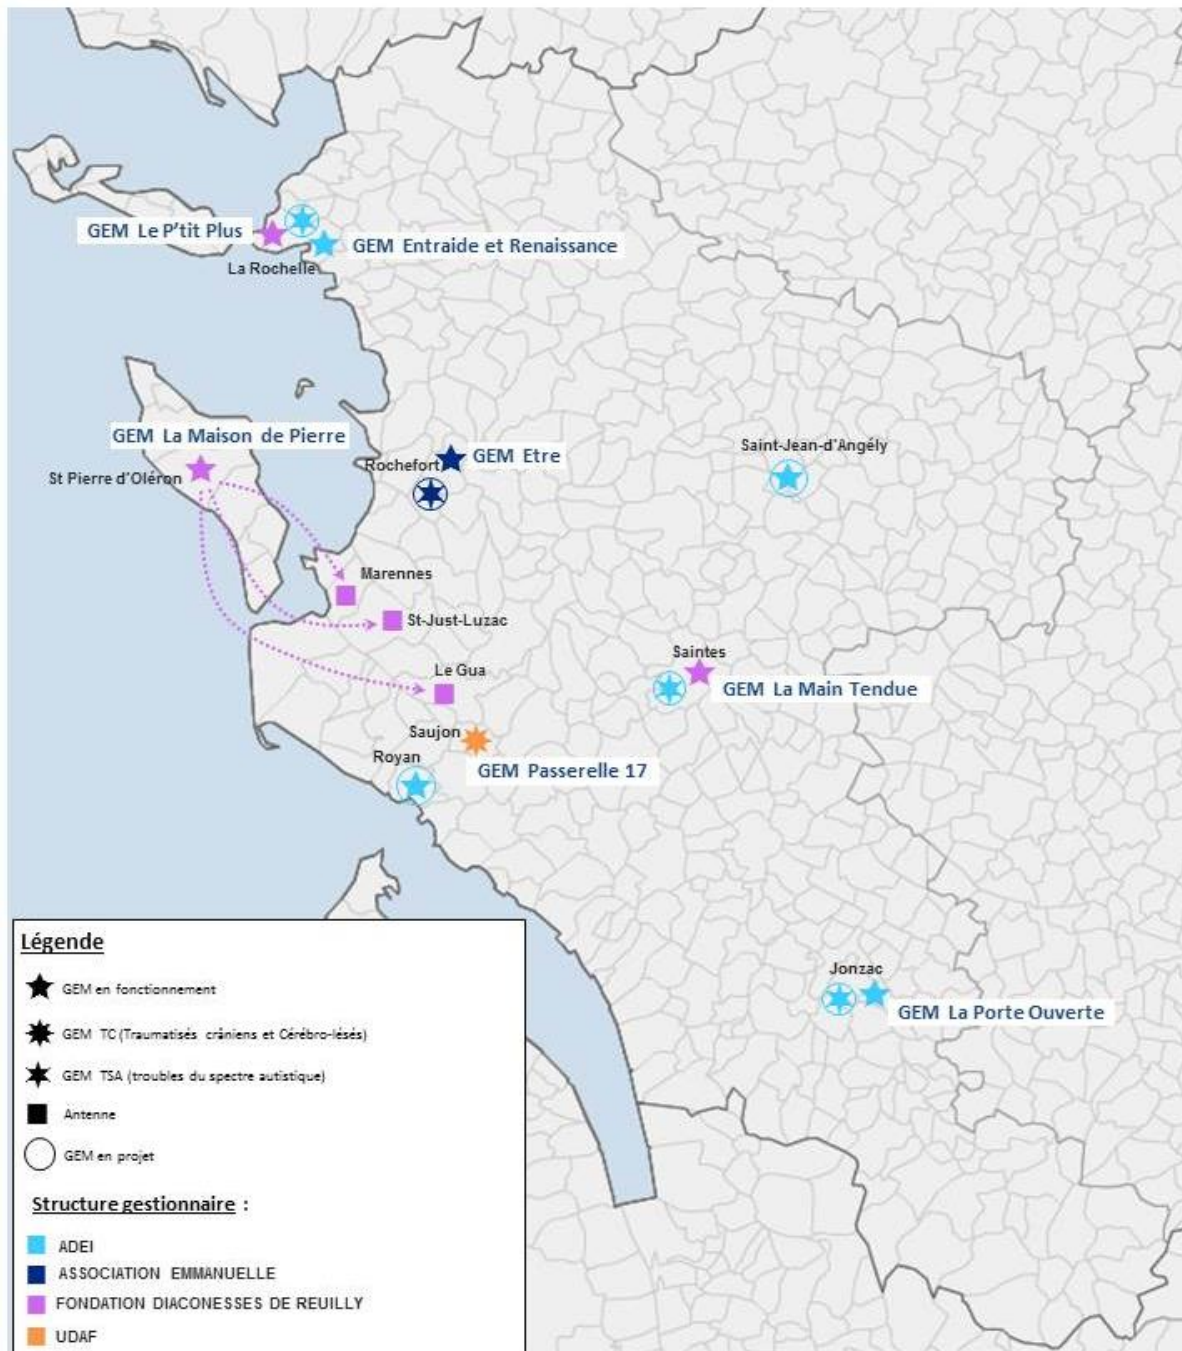 GEM Le P'tit Plus
GEM Entraide et Renaissance
La Rochelle
GEM La Maison de Pierre
St Pierre d'Oléron
Rochefort
GEM Etre
Saint-Jean-d'Angély
Marennes
St-Just-Luzac
Le Gua
Saintes
GEM La Main Tendue
Saujon
Royan
GEM Passerelle 17
Jonzac
GEM La Porte Ouverte
Légende
GEM en fonctionnement
GEM TC (Traumatisés crâniens et Cérébro-lésés)
GEM TSA (troubles du spectre autistique)
Antenne
GEM en projet
Structure gestionnaire :
ADEI
ASSOCIATION EMMANUELLE
FONDATION DIACONESSES DE REUILLY
UDAF